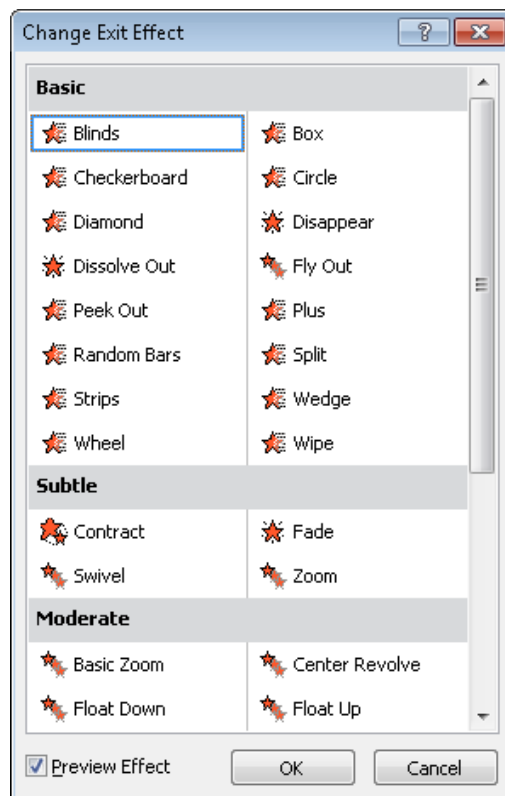 Change Exit Effect
Basic
Blinds Box
Checkerboard Circle
Diamond Disappear
Dissolve Out Fly Out
Peek Out Plus
Random Bars Split
Strips Wedge
Wheel Wipe
Subtle
Contract Fade
Swivel Zoom
Moderate
Basic Zoom Center Revolve
Float Down Float Up
Preview Effect OK Cancel